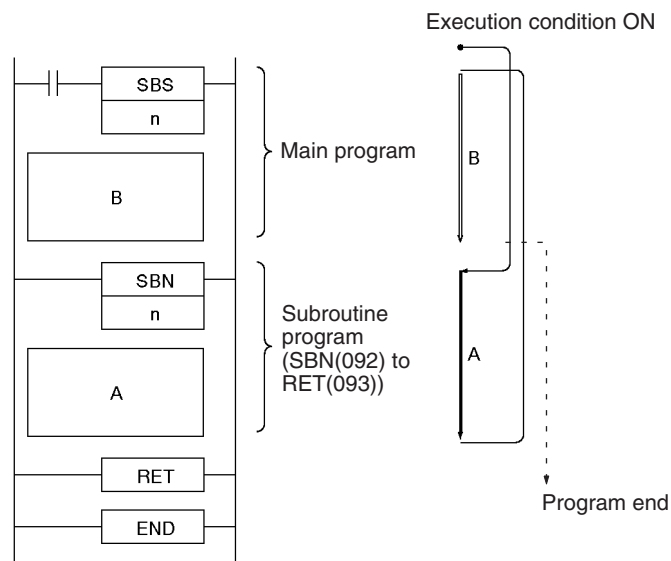 Execution condition ON
SBS
n
Main program
B
B
SBN
n
Subroutine
program
(SBN(092) to
RET(093))
A
A
RET
END
Program end